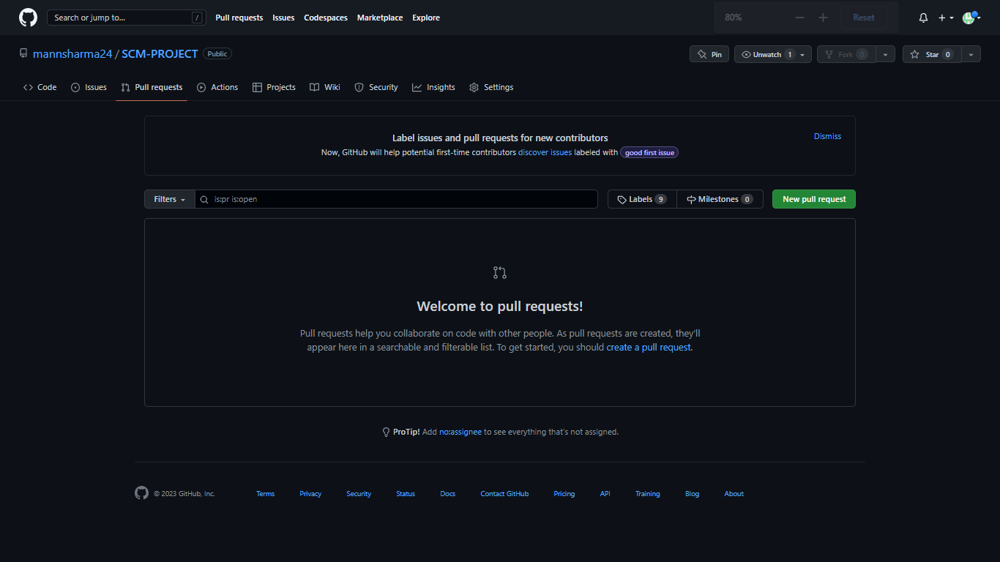 Search or jump to... / Pull requests Issues Codespaces Marketplace Explore 80% Reset
mannsharma24 / SCM-PROJECT Public Pin Unwatch 1 Fork 0 Star 0
Code Issues Pull requests Actions Projects Wiki Security Insights Settings
Label issues and pull requests for new contributors Dismiss
Now, GitHub will help potential first-time contributors discover issues labeled with good first issue
Filters is:pr is:open Labels 9 Milestones 0 New pull request
Welcome to pull requests!
Pull requests help you collaborate on code with other people. As pull requests are created, they'll
appear here in a searchable and filterable list. To get started, you should create a pull request.
ProTip! Add no:assignee to see everything that's not assigned.
© 2023 GitHub, Inc. Terms Privacy Security Status Docs Contact GitHub Pricing API Training Blog About